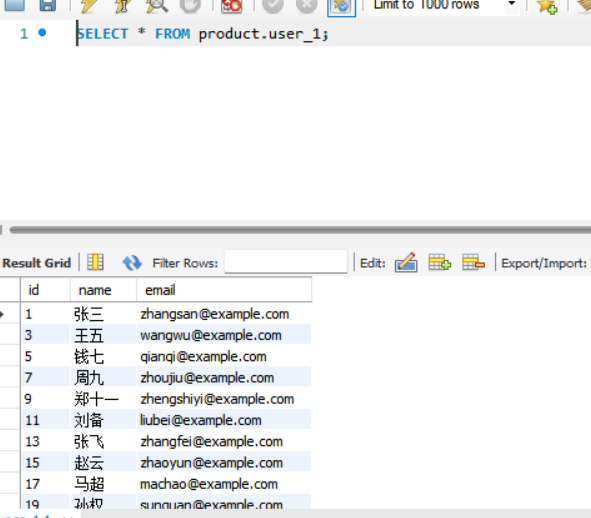 Limit to 1000 rows
1 SELECT * FROM product.user_1;
Result Grid Filter Rows: Edit: Export/Import:
id name email
1 张三 zhangsan@example.com
3 王五 wangwu@example.com
5 钱七 qianqi@example.com
7 周九 zhoujiu@example.com
9 郑十一 zhengshiyi@example.com
11 刘备 liubei@example.com
13 张飞 zhangfei@example.com
15 赵云 zhaoyun@example.com
17 马超 machao@example.com
19 孙权 sunquan@example.com